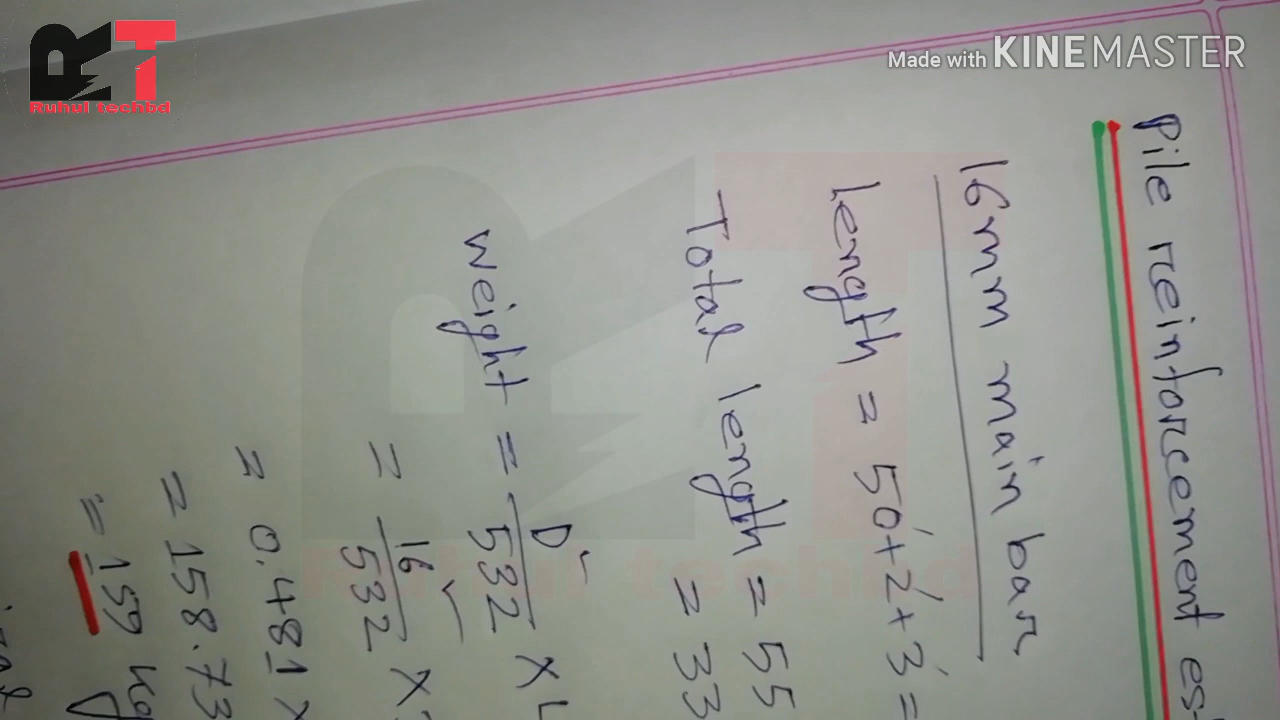 RT
Ruhul techbd
Made with KINEMASTER
Pile reinforcement es
16mm main bar
Length = 50'+2'+3' =
Total length = 55
= 33
Weight = D²/532 × L
= 16²/532 ×
= 0.481 ×
= 158.73
= 159 kg